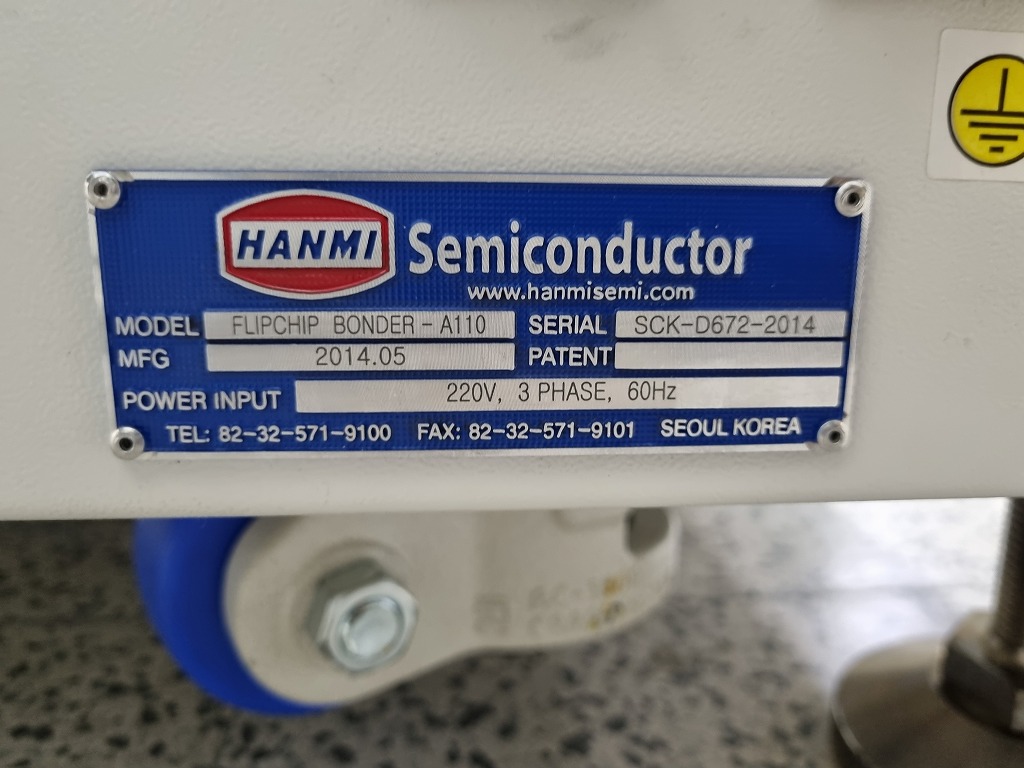 HANMI Semiconductor
www.hanmisemi.com
MODEL FLIPCHIP BONDER - A110 SERIAL SCK-D672-2014
MFG 2014.05 PATENT
POWER INPUT 220V, 3 PHASE, 60Hz
TEL: 82-32-571-9100 FAX: 82-32-571-9101 SEOUL KOREA